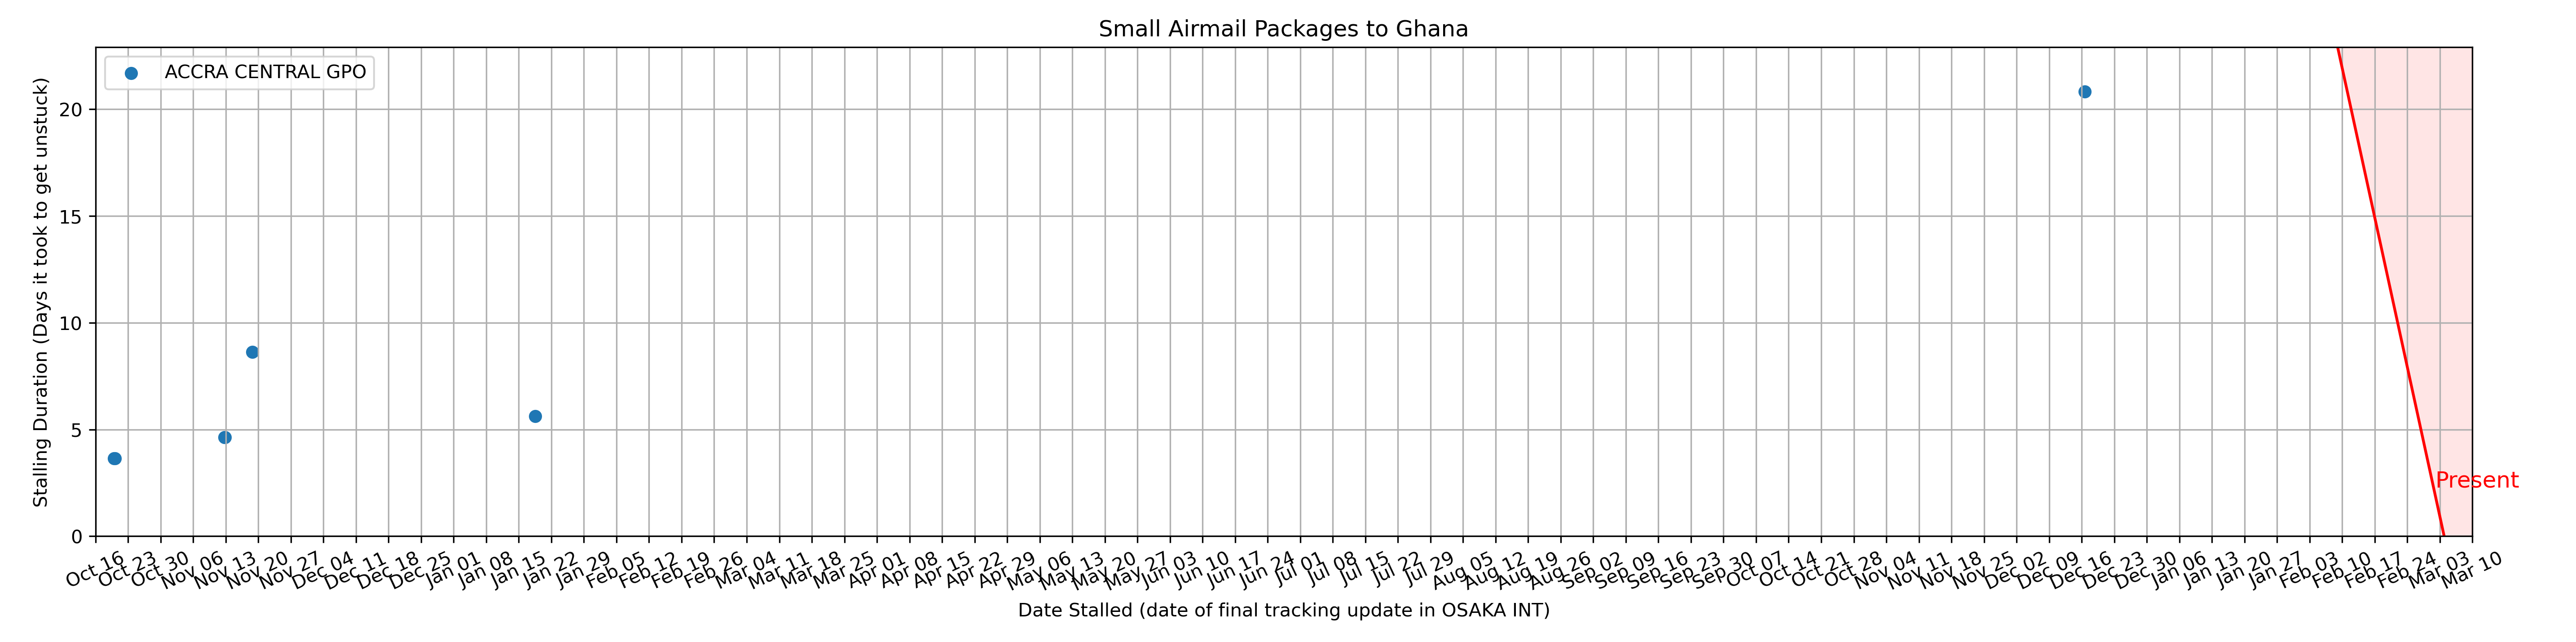 Small Airmail Packages to Ghana
ACCRA CENTRAL GPO
Stalling Duration (Days it took to get unstuck)
20
15
10
5
0
Present
Oct 16 Oct 23 Oct 30 Nov 06 Nov 13 Nov 20 Nov 27 Dec 04 Dec 11 Dec 18 Dec 25 Jan 01 Jan 08 Jan 15 Jan 22 Jan 29 Feb 05 Feb 12 Feb 19 Feb 26 Mar 04 Mar 11 Mar 18 Mar 25 Apr 01 Apr 08 Apr 15 Apr 22 Apr 29 May 06 May 13 May 20 May 27 Jun 03 Jun 10 Jun 17 Jun 24 Jul 01 Jul 08 Jul 15 Jul 22 Jul 29 Aug 05 Aug 12 Aug 19 Aug 26 Sep 02 Sep 09 Sep 16 Sep 23 Sep 30 Oct 07 Oct 14 Oct 21 Oct 28 Nov 04 Nov 11 Nov 18 Nov 25 Dec 02 Dec 09 Dec 16 Dec 23 Dec 30 Jan 06 Jan 13 Jan 20 Jan 27 Feb 03 Feb 10 Feb 17 Feb 24 Mar 03 Mar 10
Date Stalled (date of final tracking update in OSAKA INT)